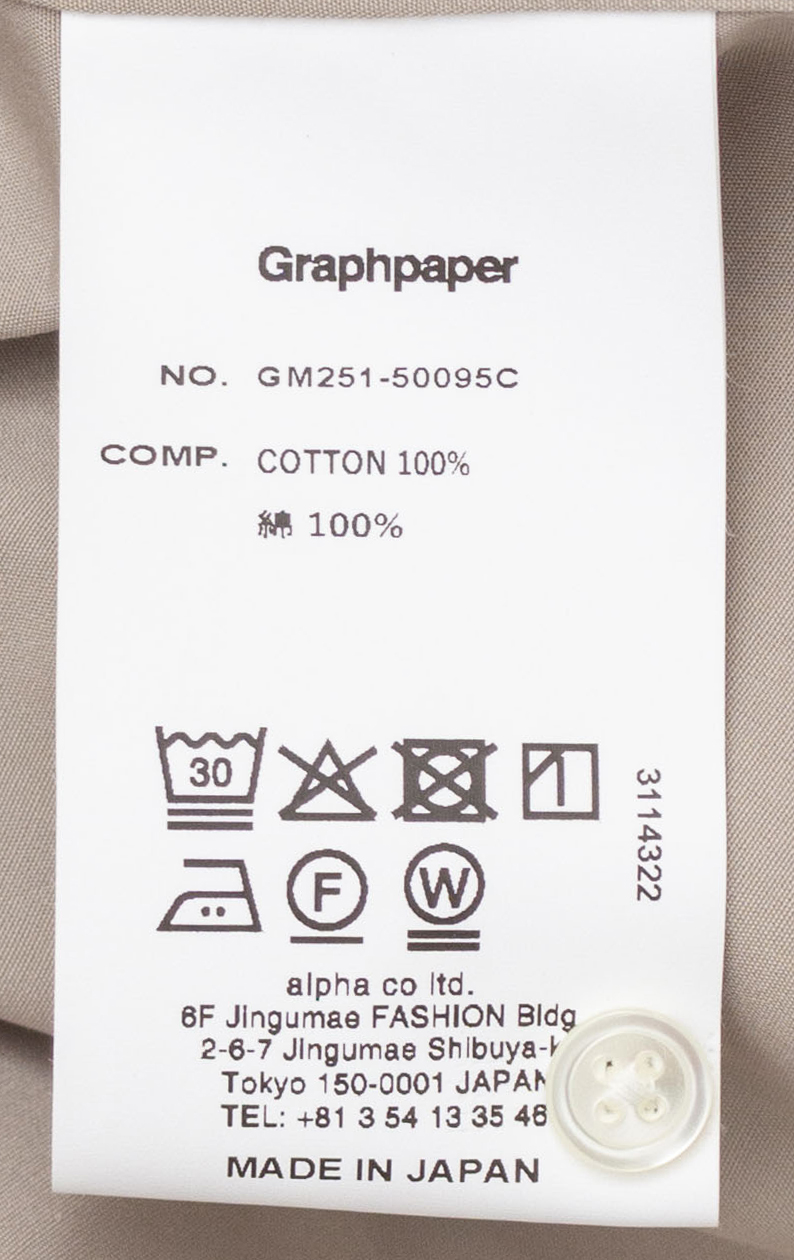 Graphpaper
NO. GM251-50095C
COMP. COTTON 100%
綿 100%
30
3114322
F W
alpha co ltd.
6F Jingumae FASHION Bldg
2-6-7 Jingumae Shibuya-k
Tokyo 150-0001 JAPAN
TEL: +81 3 54 13 35 46
MADE IN JAPAN